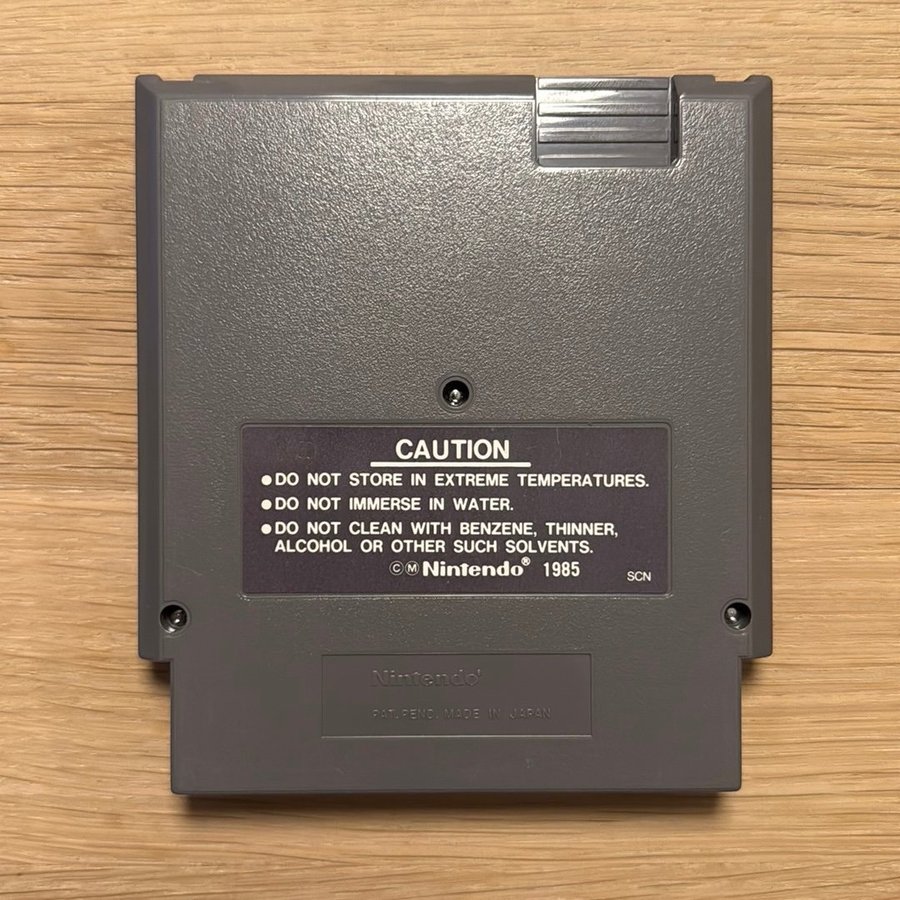 CAUTION
●DO NOT STORE IN EXTREME TEMPERATURES.
●DO NOT IMMERSE IN WATER.
●DO NOT CLEAN WITH BENZENE, THINNER,
ALCOHOL OR OTHER SUCH SOLVENTS.
ⒸⓂNintendo® 1985
SCN
Nintendo®
PAT. PEND. MADE IN JAPAN